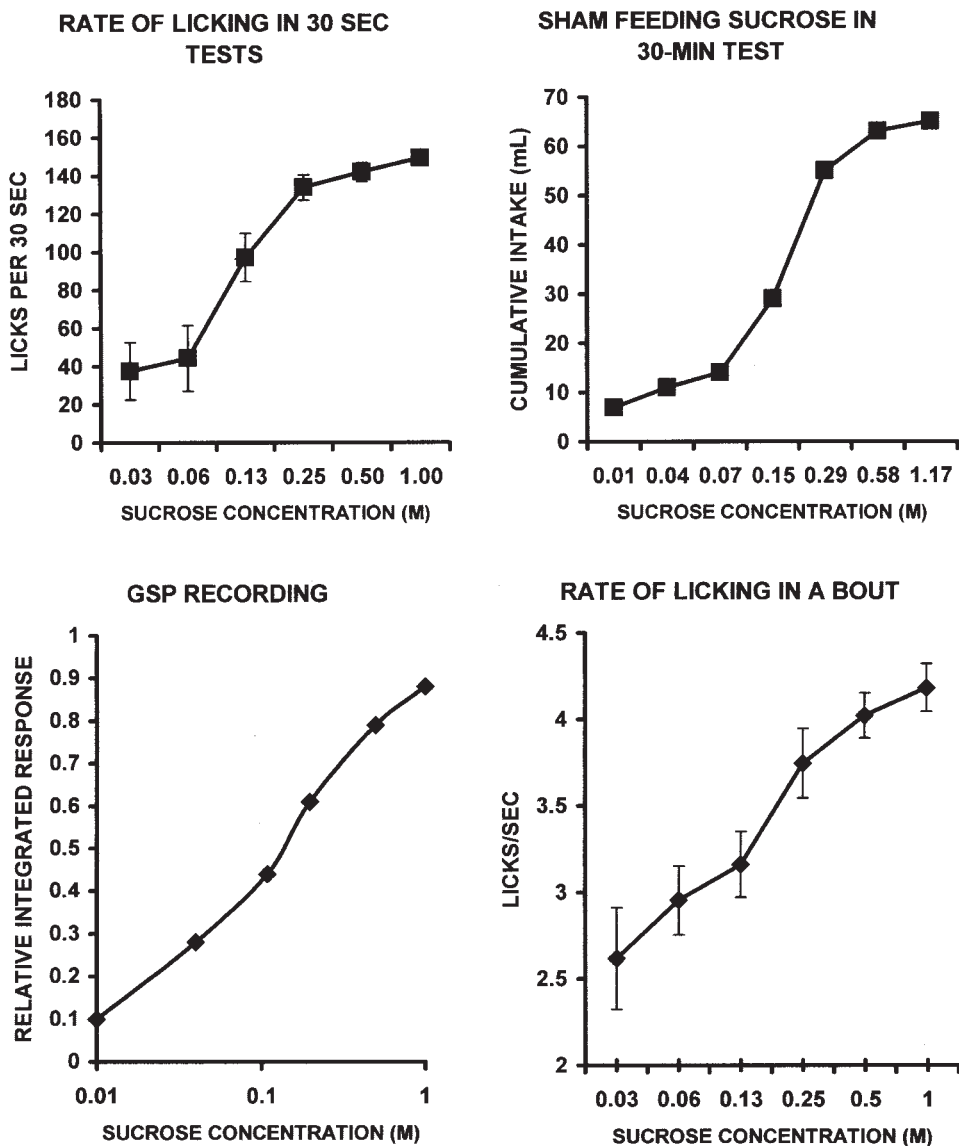 RATE OF LICKING IN 30 SEC
TESTS
LICKS PER 30 SEC
180
160
140
120
100
80
60
40
20
0
0.03 0.06 0.13 0.25 0.50 1.00
SUCROSE CONCENTRATION (M)
SHAM FEEDING SUCROSE IN
30-MIN TEST
CUMULATIVE INTAKE (mL)
70
60
50
40
30
20
10
0
0.01 0.04 0.07 0.15 0.29 0.58 1.17
SUCROSE CONCENTRATION (M)
GSP RECORDING
RELATIVE INTEGRATED RESPONSE
1
0.9
0.8
0.7
0.6
0.5
0.4
0.3
0.2
0.1
0
0.01 0.1 1
SUCROSE CONCENTRATION (M)
RATE OF LICKING IN A BOUT
LICKS/SEC
4.5
4
3.5
3
2.5
2
0.03 0.06 0.13 0.25 0.5 1
SUCROSE CONCENTRATION (M)